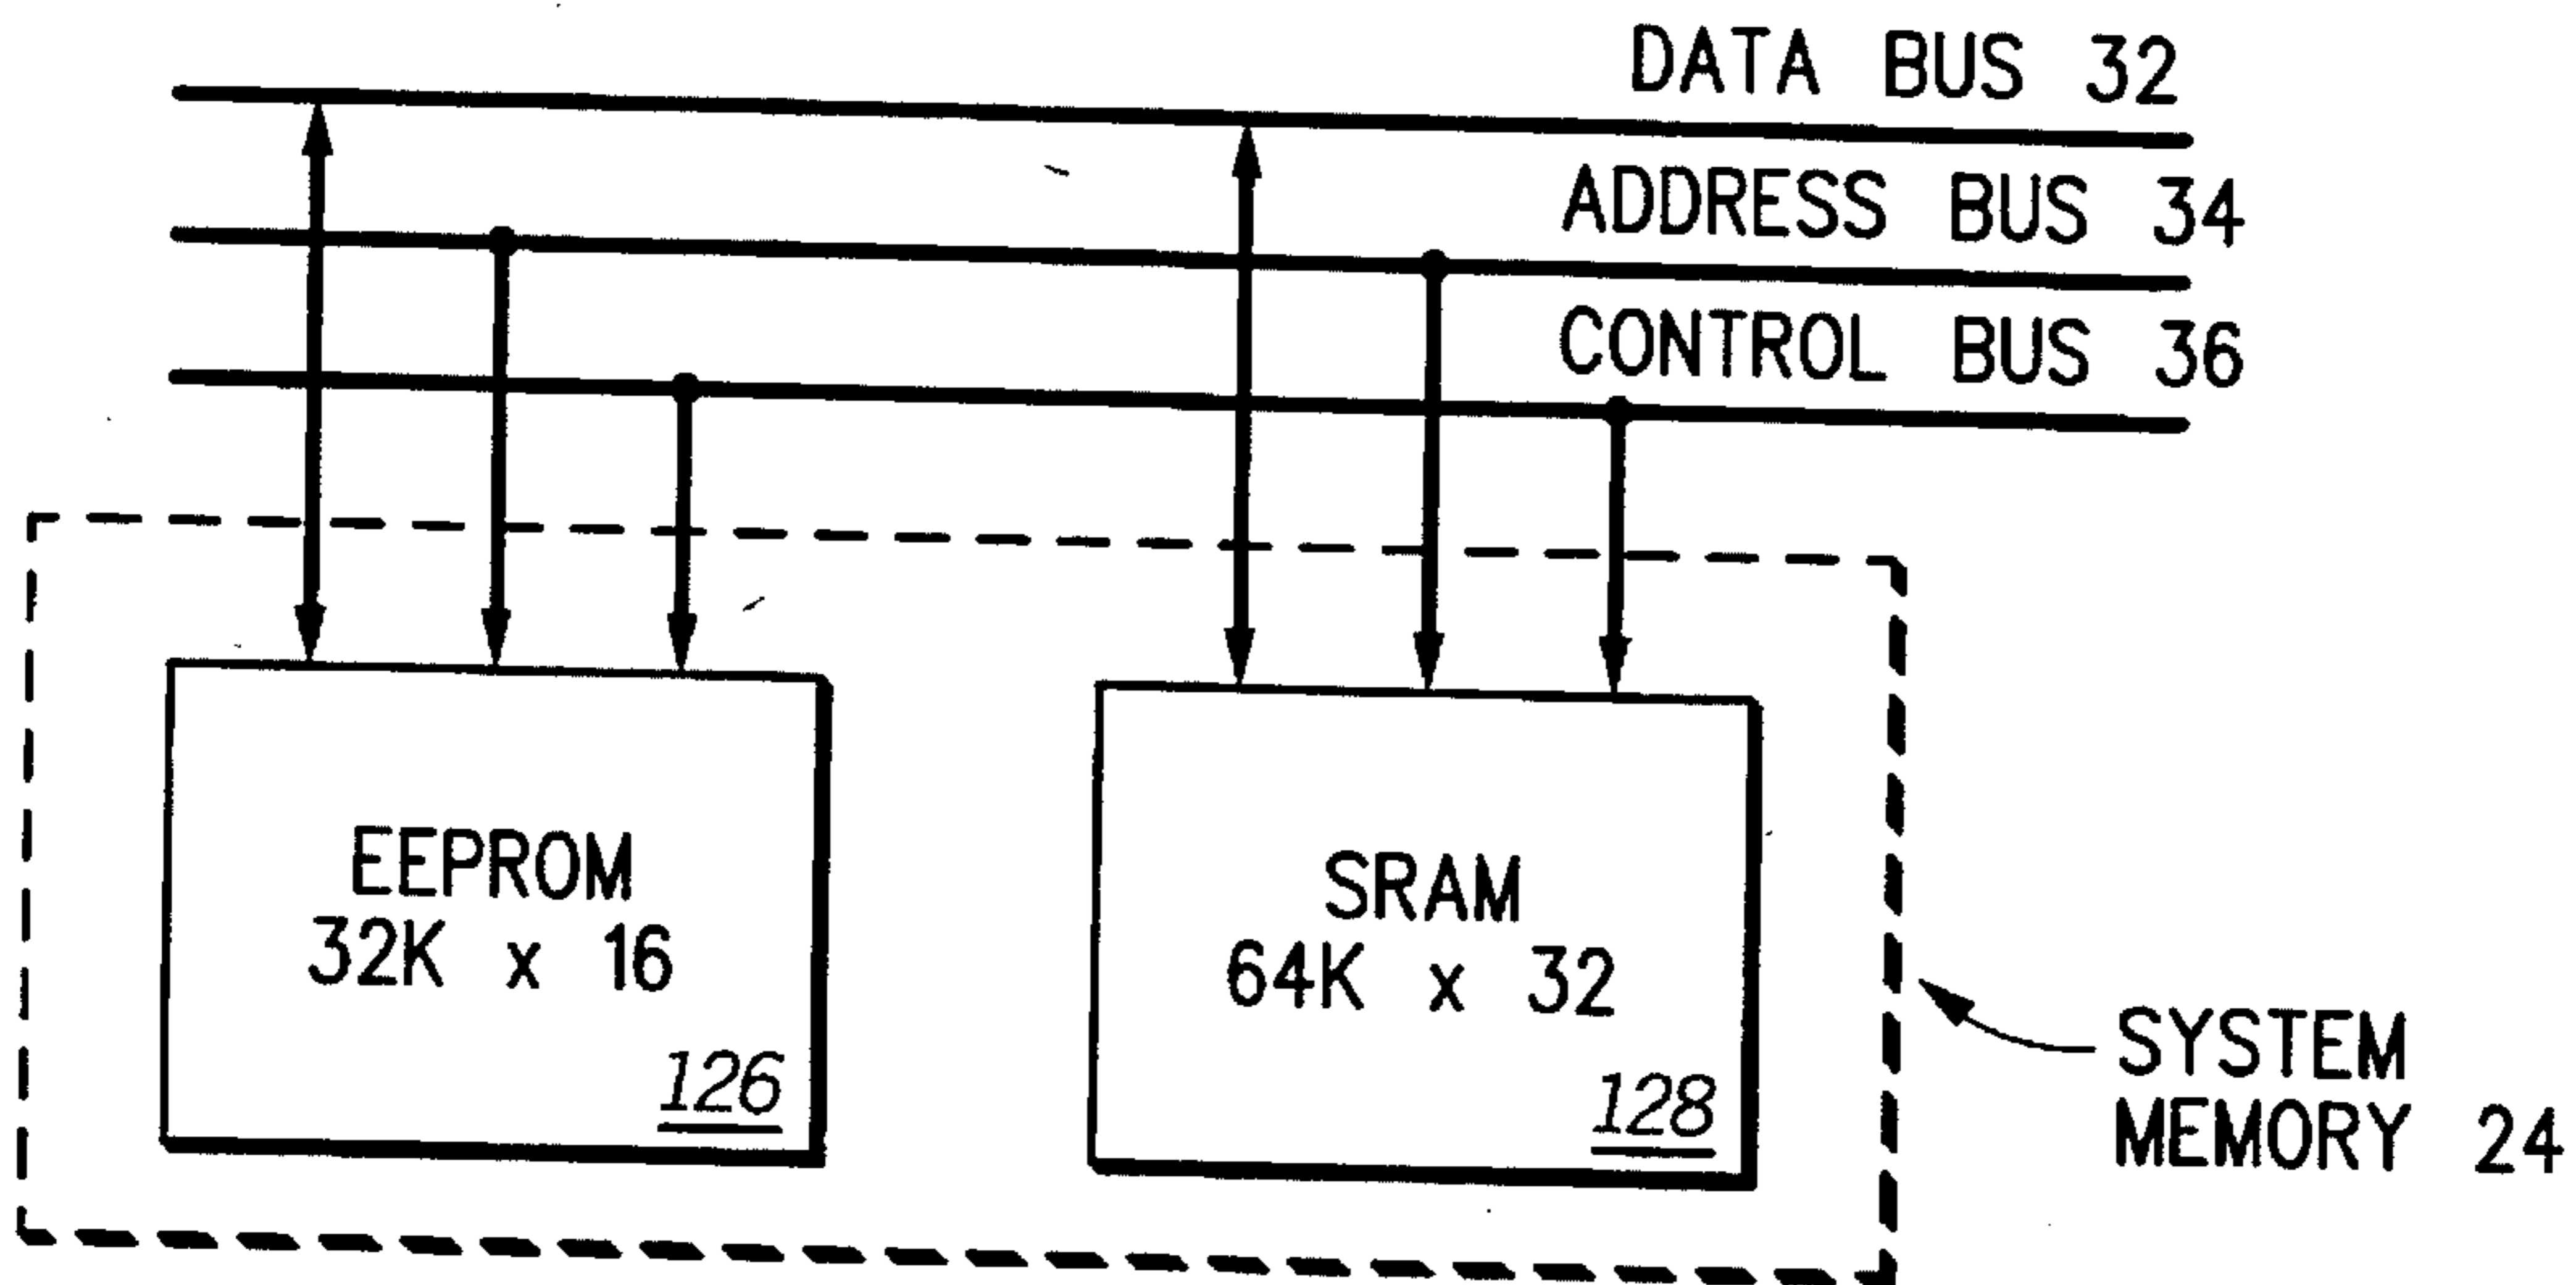 DATA BUS 32
ADDRESS BUS 34
CONTROL BUS 36
EEPROM
32K x 16
126
SRAM
64K x 32
128
SYSTEM
MEMORY 24